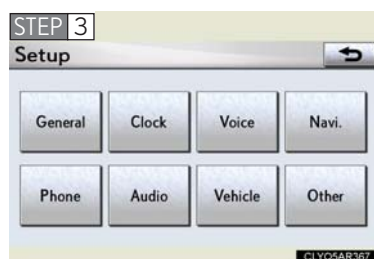 STEP 3
Setup
General Clock Voice Navi.
Phone Audio Vehicle Other
CLYO5AR367